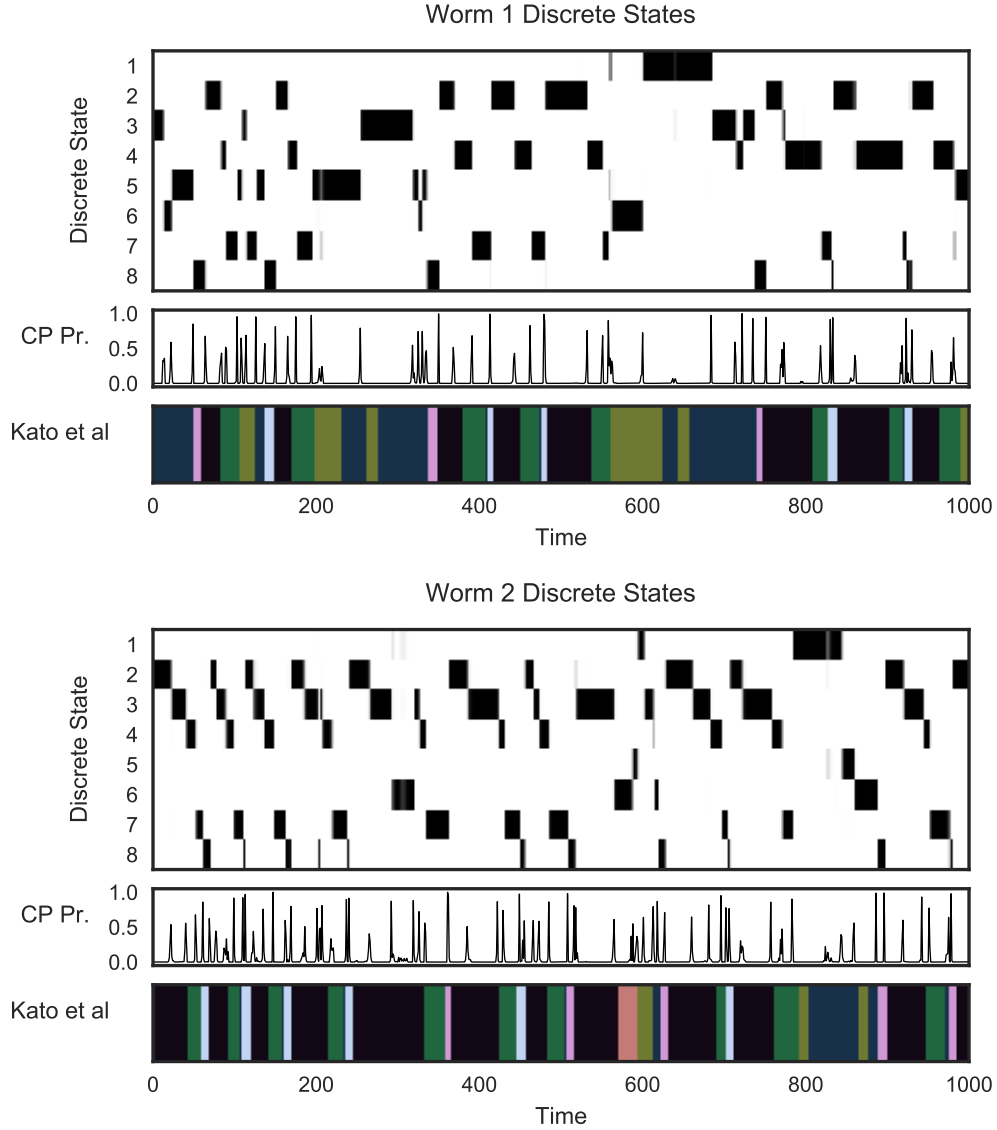 Worm 1 Discrete States
Discrete State
1
2
3
4
5
6
7
8
CP Pr.
1.0
0.5
0.0
Kato et al
0 200 400 600 800 1000
Time
Worm 2 Discrete States
Discrete State
1
2
3
4
5
6
7
8
CP Pr.
1.0
0.5
0.0
Kato et al
0 200 400 600 800 1000
Time